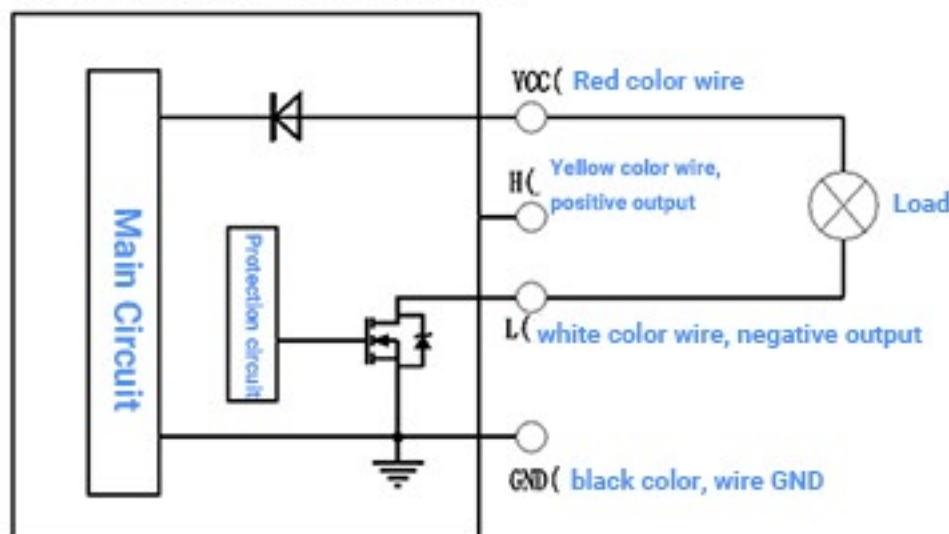 VCC( Red color wire
H( Yellow color wire,
positive output
Load
L( white color wire, negative output
GND( black color, wire GND
Main Circuit
Protection circuit